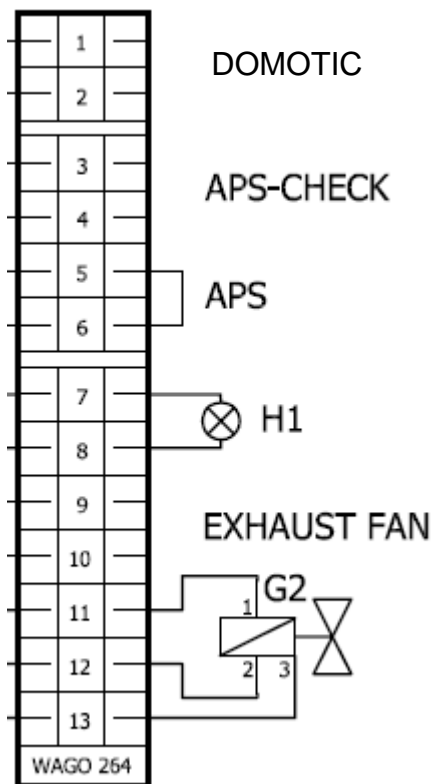 1
DOMOTIC
2
3
APS-CHECK
4
5
APS
6
7
H1
8
9
EXHAUST FAN
10
11
G2
1
12
2 3
13
WAGO 264